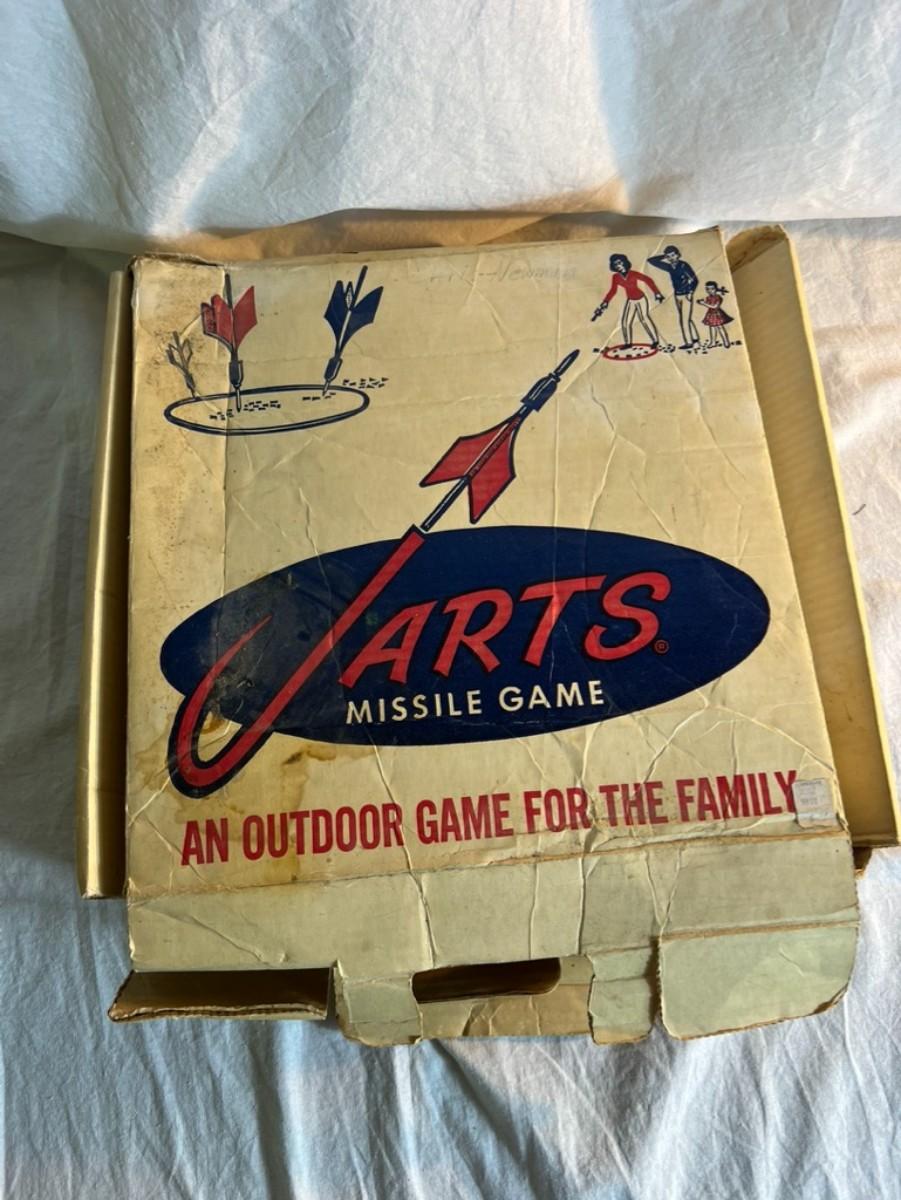 JARTS®
MISSILE GAME
AN OUTDOOR GAME FOR THE FAMILY